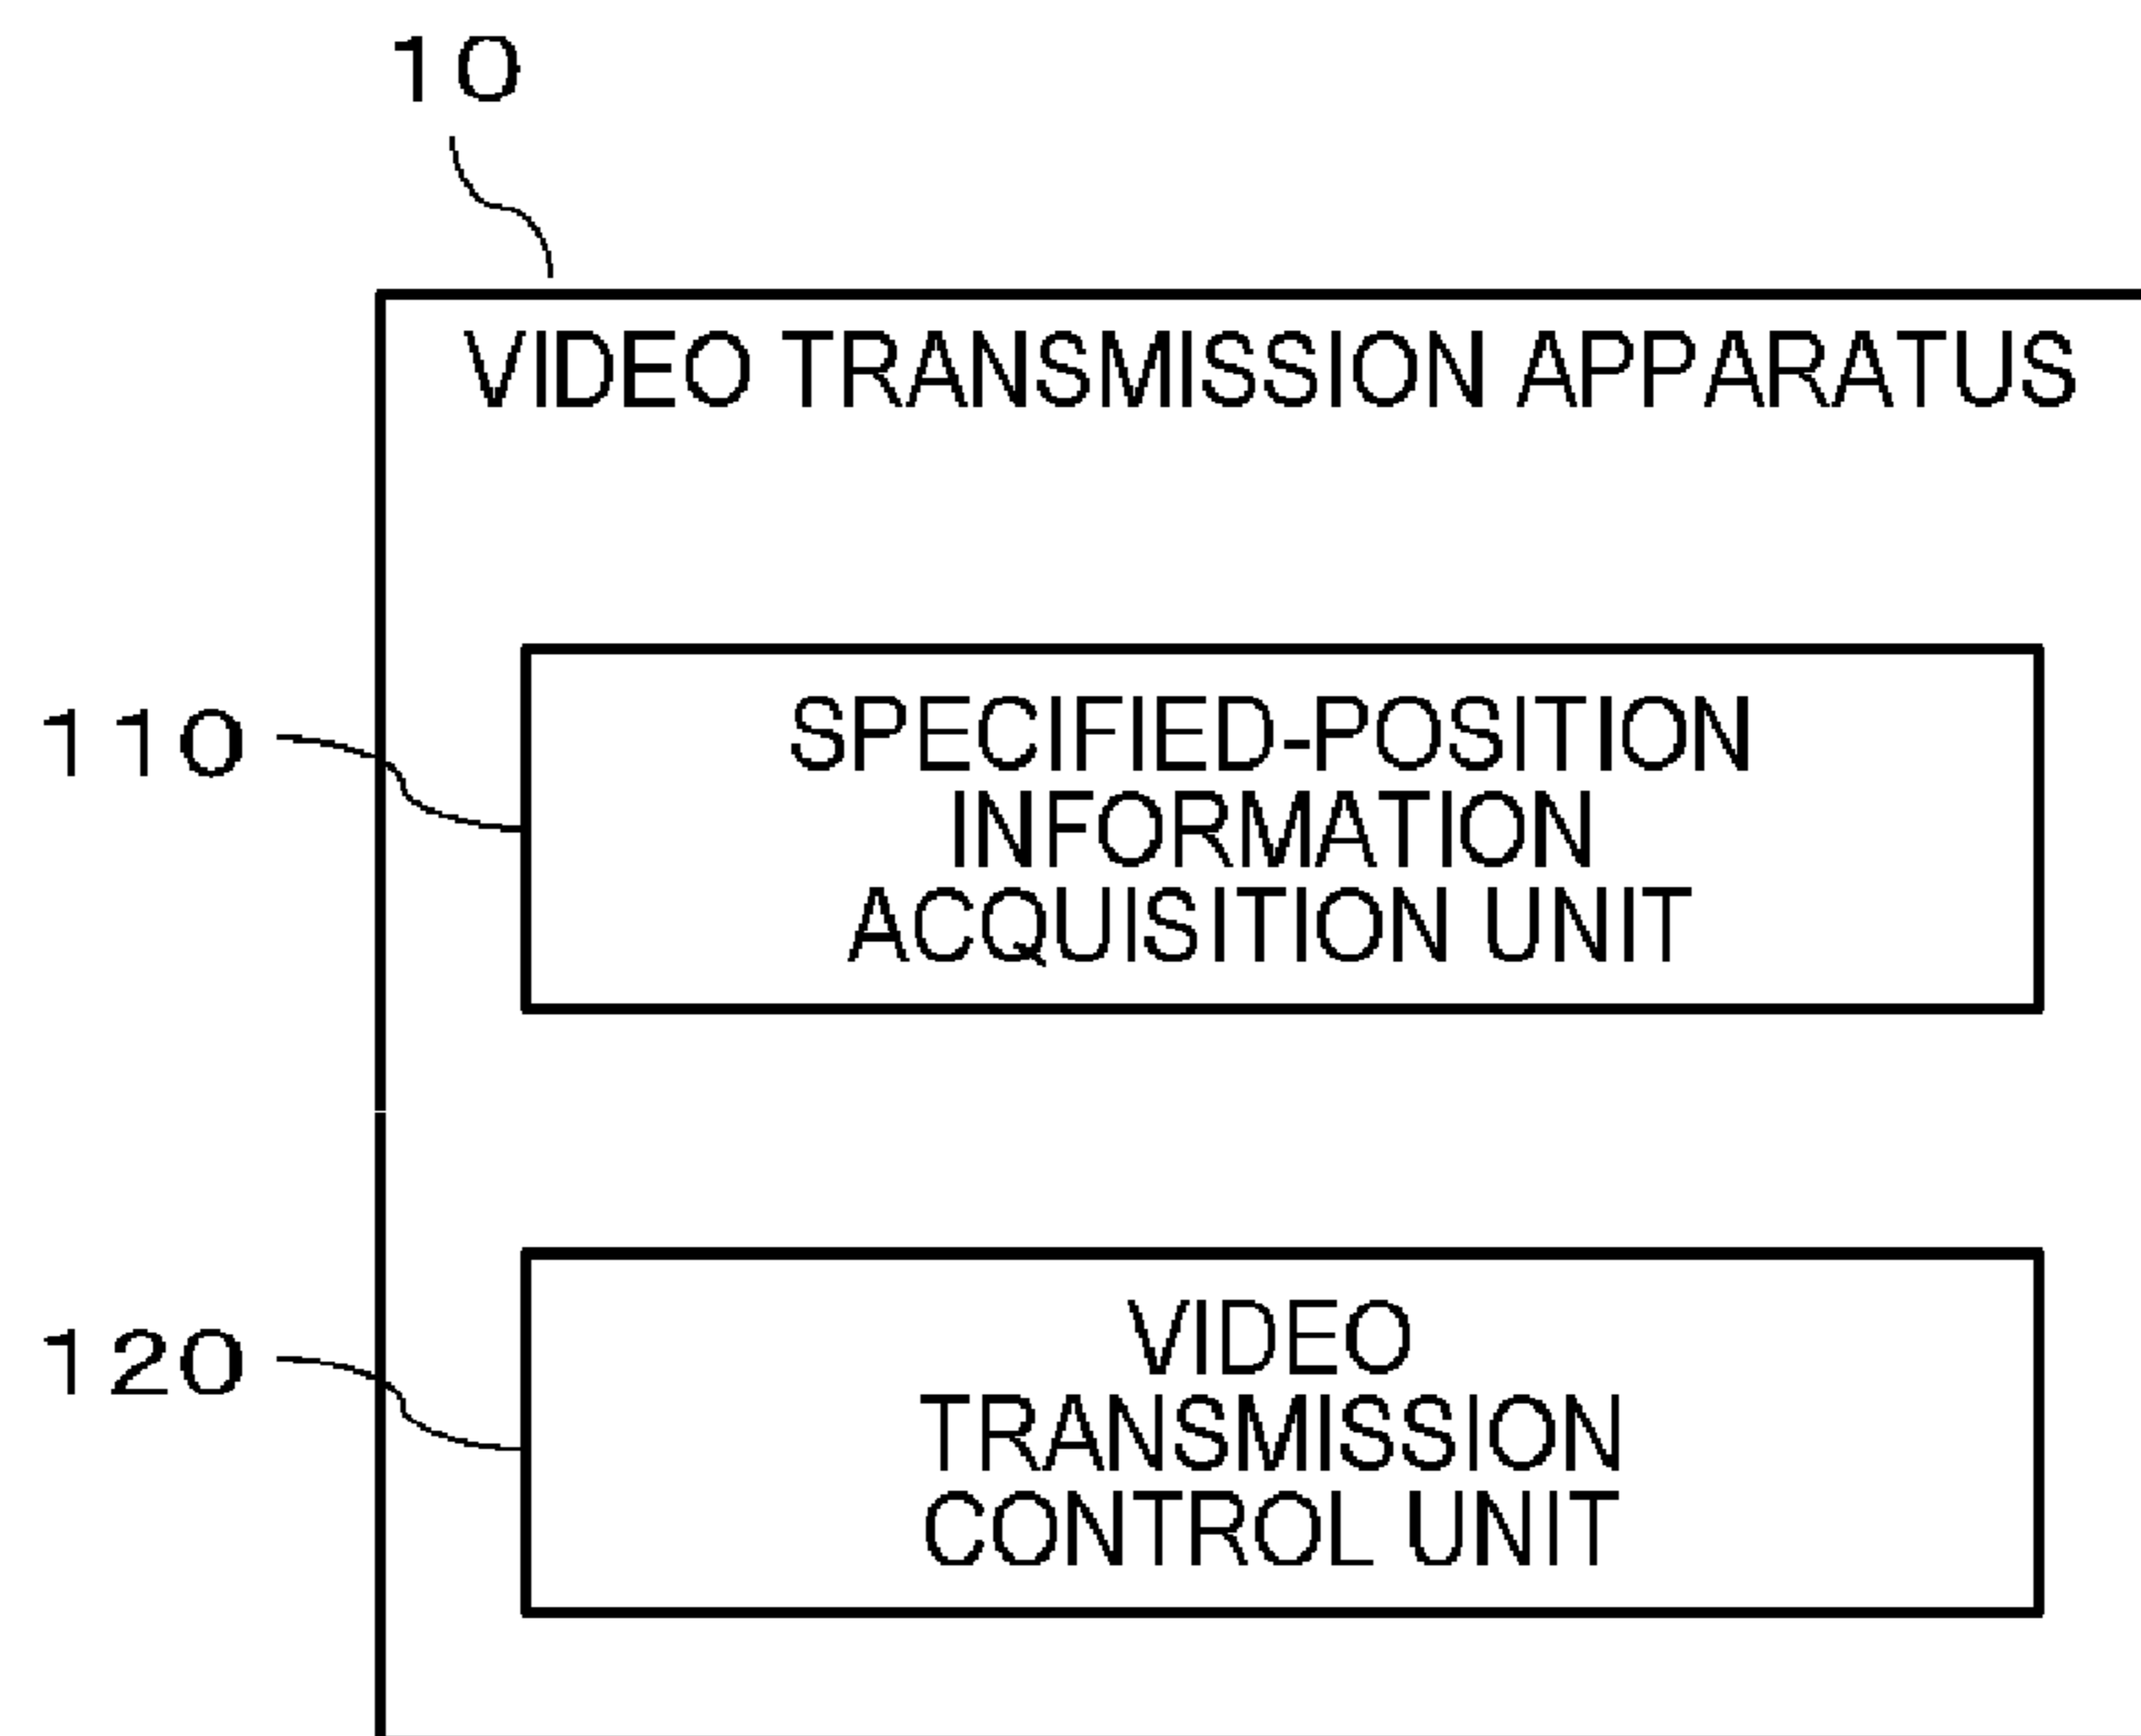 10
VIDEO TRANSMISSION APPARATUS
110
SPECIFIED-POSITION
INFORMATION
ACQUISITION UNIT
120
VIDEO
TRANSMISSION
CONTROL UNIT